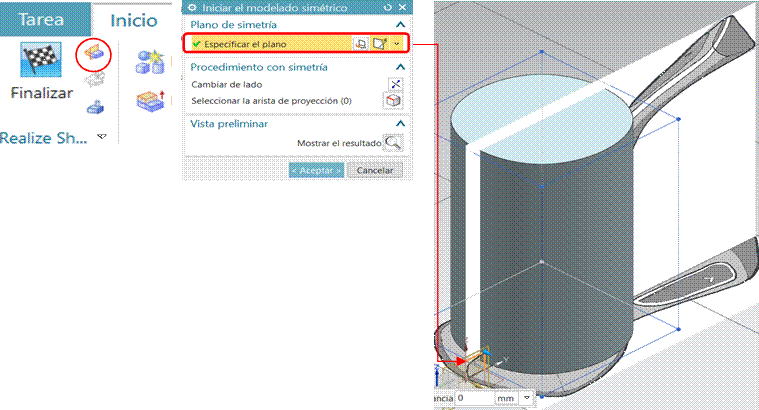 Tarea
Inicio
Finalizar
Realize Sh...
Iniciar el modelado simétrico
Plano de simetría
Especificar el plano
Procedimiento con simetría
Cambiar de lado
Seleccionar la arista de proyección (0)
Vista preliminar
Mostrar el resultado
< Aceptar >
Cancelar
Y
ancia 0 mm